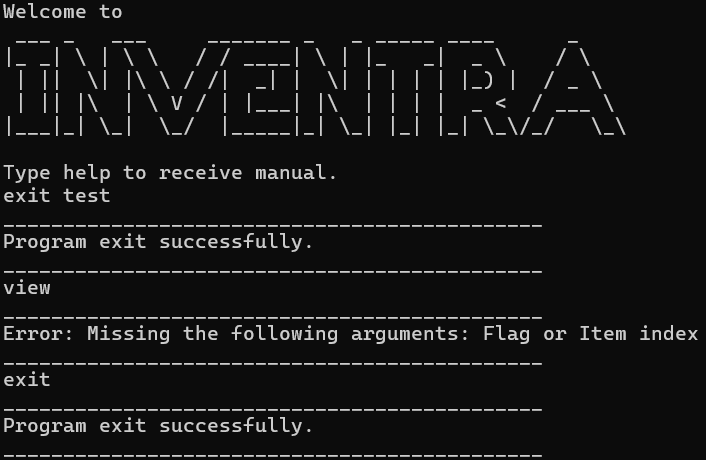 Welcome to
INVENTRA
Type help to receive manual.
exit test
____________________________________________
Program exit successfully.
____________________________________________
view
____________________________________________
Error: Missing the following arguments: Flag or Item index
____________________________________________
exit
____________________________________________
Program exit successfully.
____________________________________________